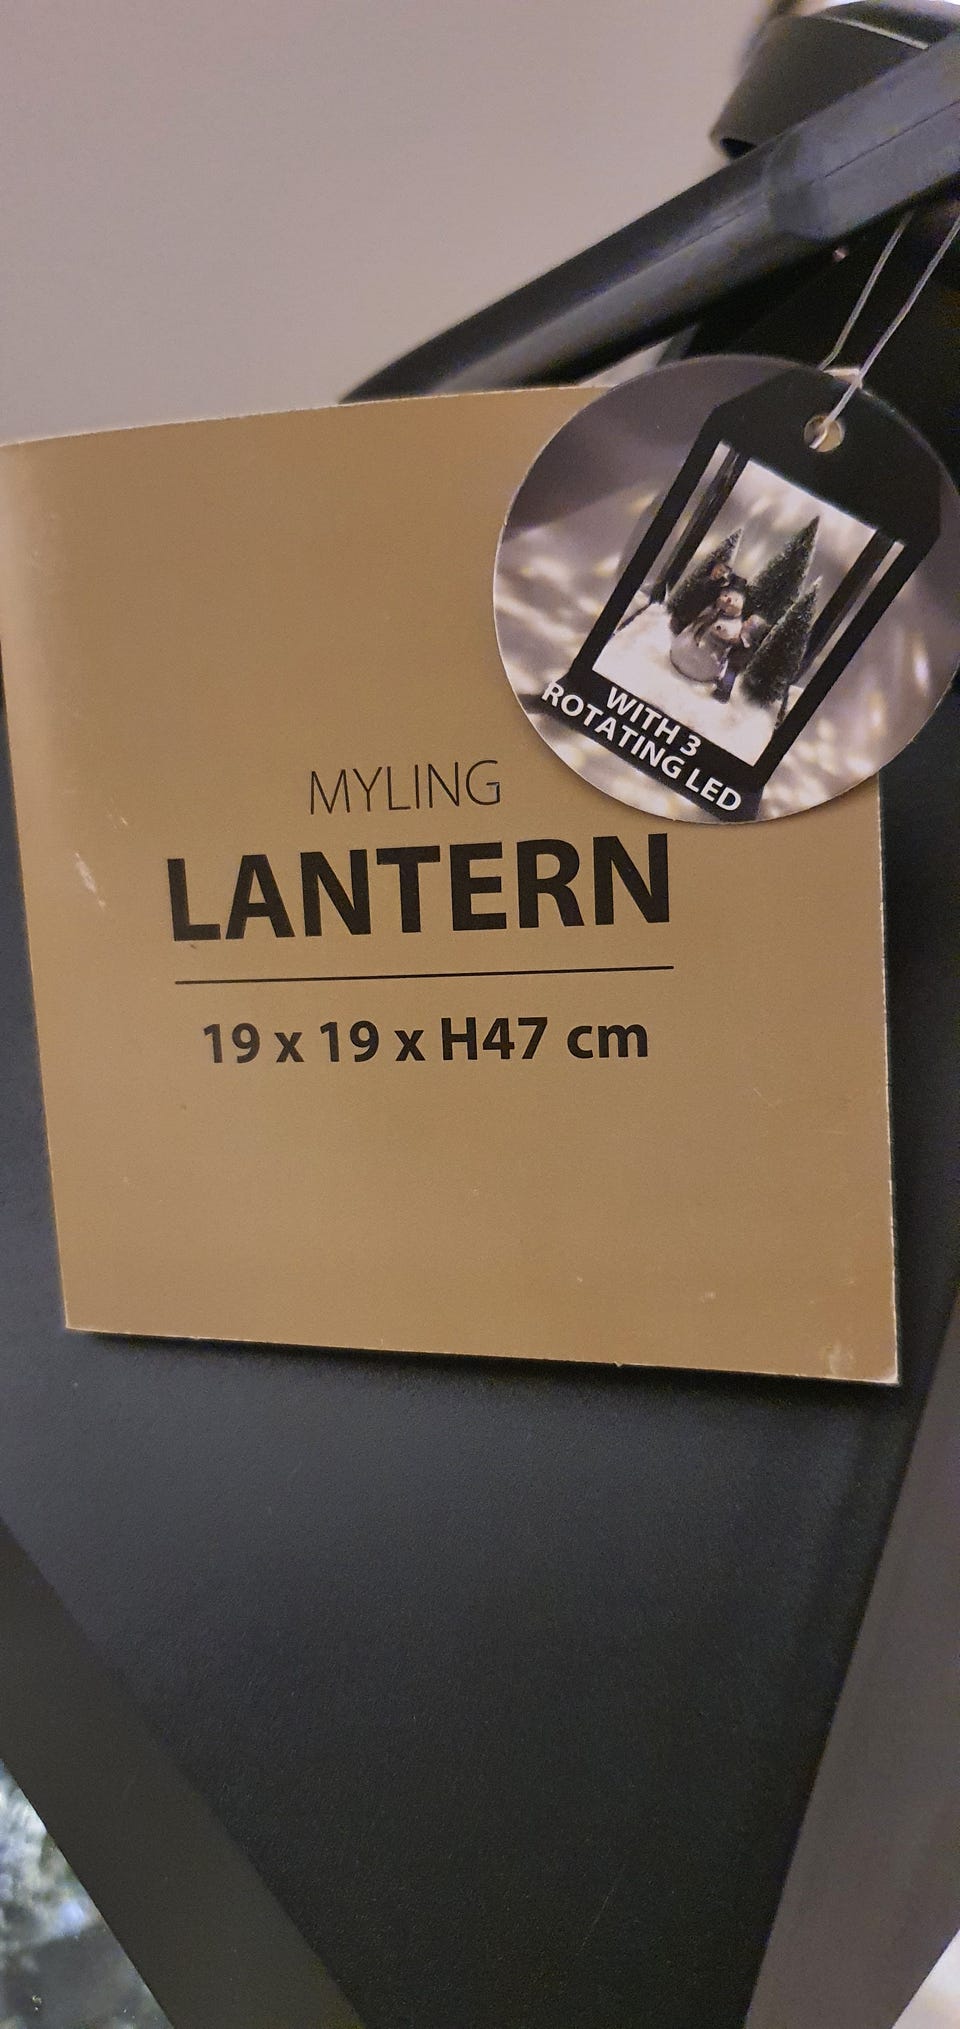 WITH 3
ROTATING LED
MYLING
LANTERN
19 x 19 x H47 cm